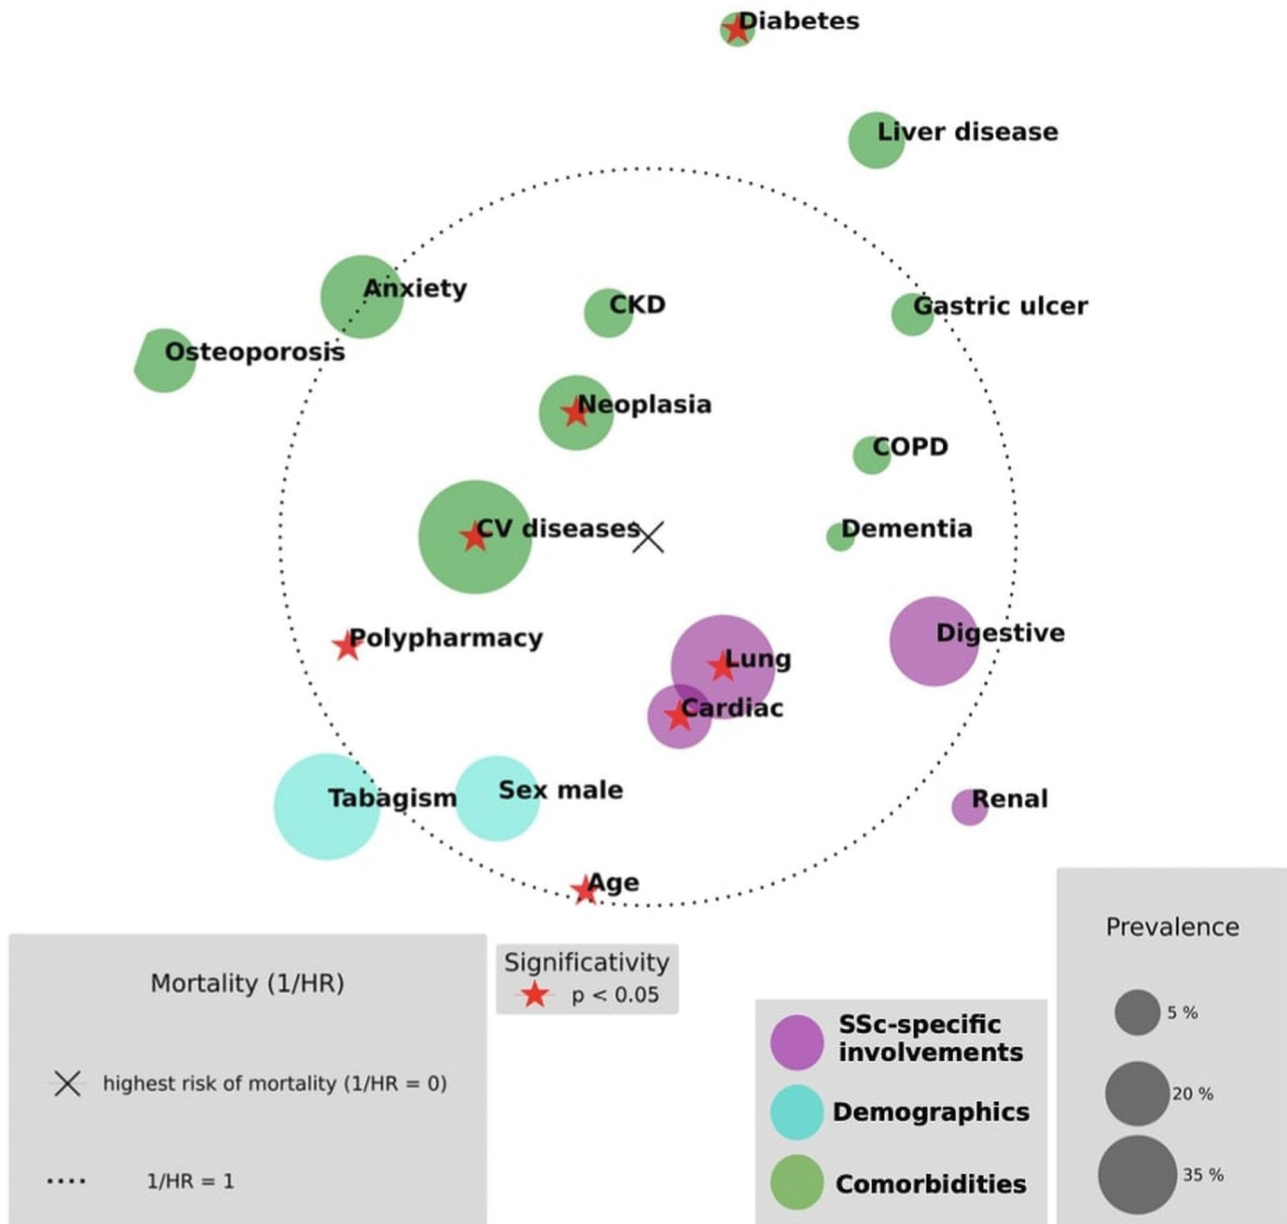 Diabetes
Liver disease
Anxiety
CKD
Gastric ulcer
Osteoporosis
Neoplasia
COPD
CV diseases
Dementia
Polypharmacy
Digestive
Lung
Cardiac
Tabagism
Sex male
Renal
Age
Mortality (1/HR)
highest risk of mortality (1/HR = 0)
1/HR = 1
Significativity
p < 0.05
SSc-specific
involvements
Demographics
Comorbidities
Prevalence
5 %
20 %
35 %